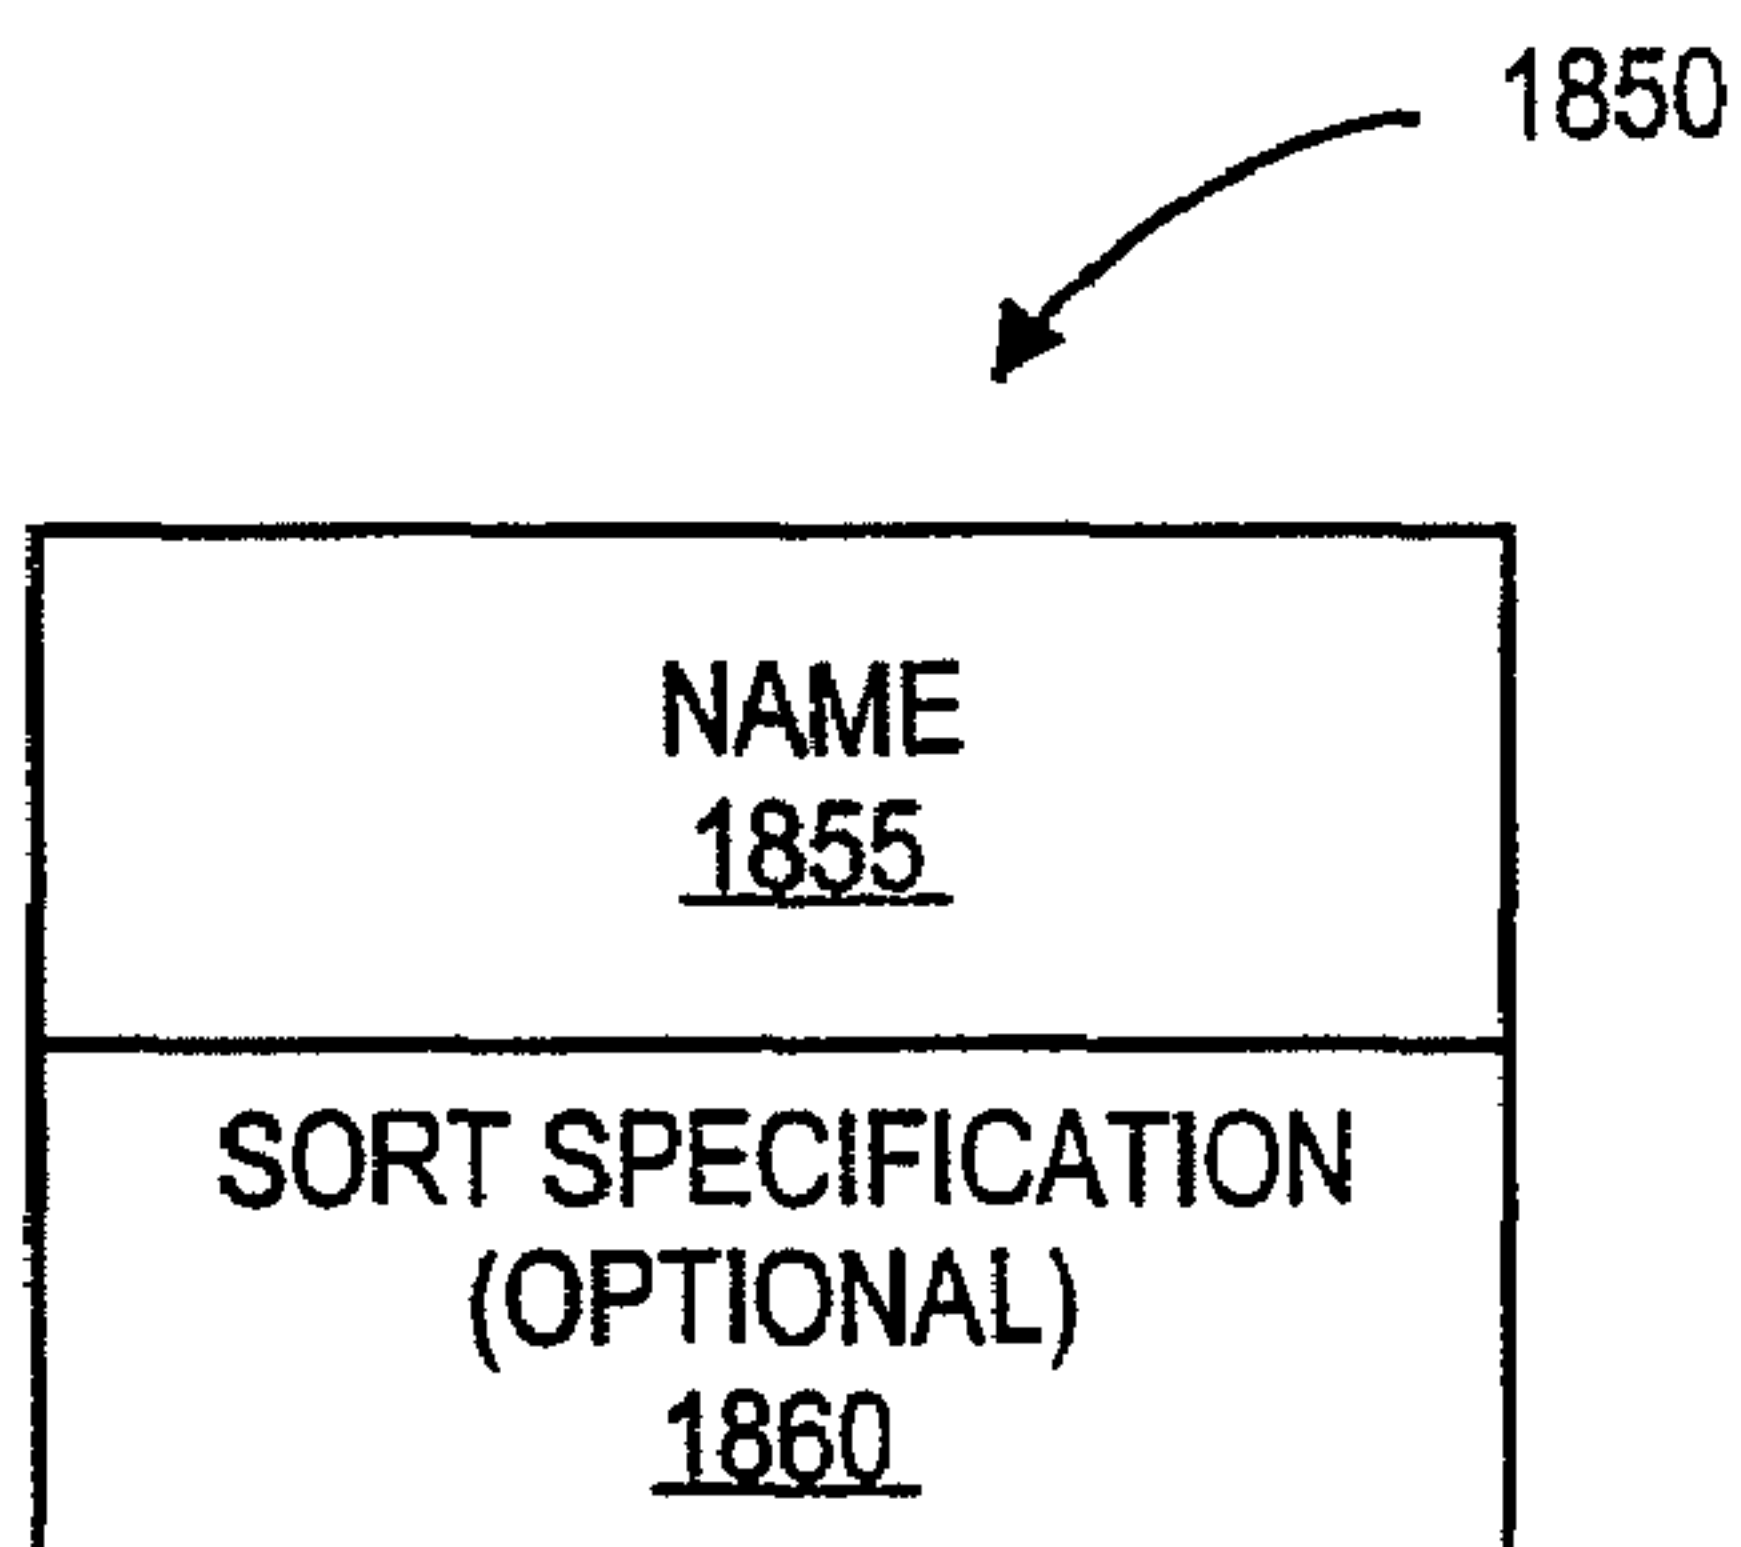 1850
NAME
1855
SORT SPECIFICATION
(OPTIONAL)
1860